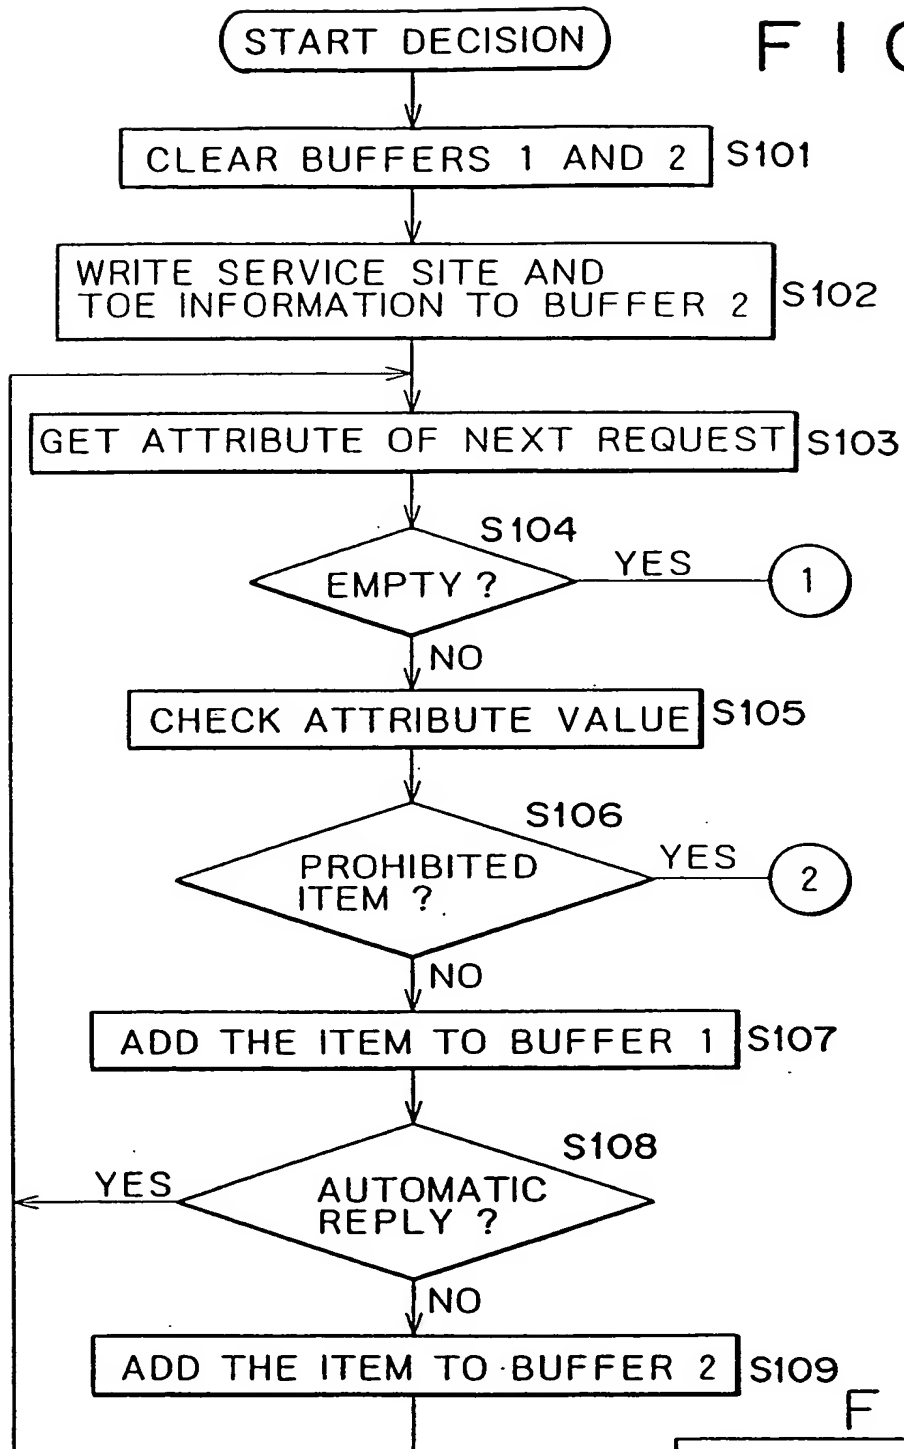 START DECISION
FIG
CLEAR BUFFERS 1 AND 2
S101
WRITE SERVICE SITE AND
TOE INFORMATION TO BUFFER 2
S102
GET ATTRIBUTE OF NEXT REQUEST
S103
S104
EMPTY ?
YES
1
NO
CHECK ATTRIBUTE VALUE
S105
S106
PROHIBITED
ITEM ?
YES
2
NO
ADD THE ITEM TO BUFFER 1
S107
S108
YES
AUTOMATIC
REPLY ?
NO
ADD THE ITEM TO BUFFER 2
S109
F